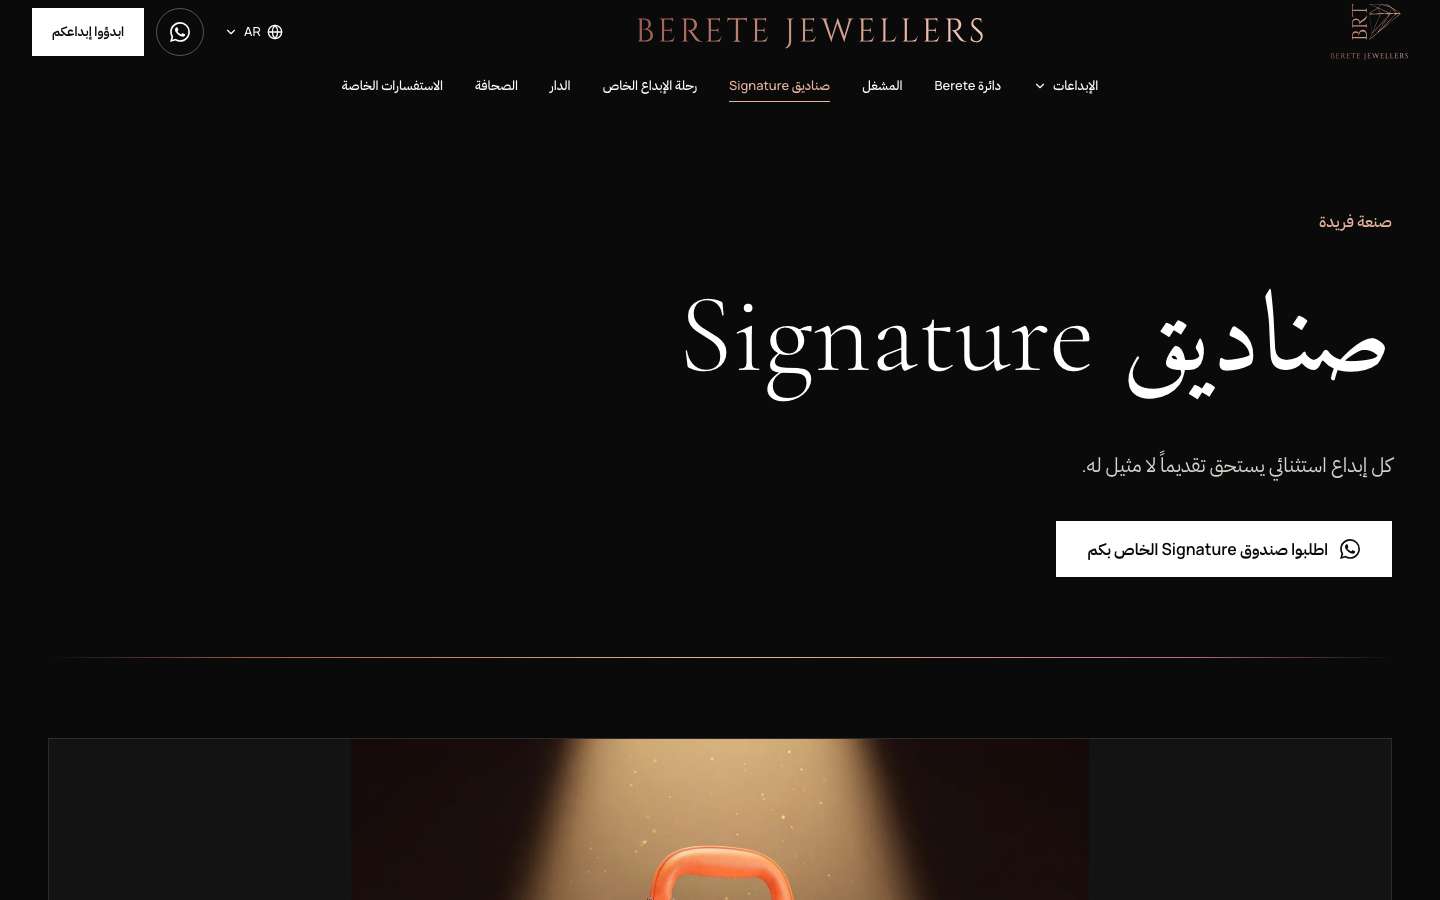 BRT
BERETE JEWELLERS
BERETE JEWELLERS
AR
ابدؤوا إبداعكم
الإبداعات
دائرة Berete
المشغل
صناديق Signature
رحلة الإبداع الخاص
الدار
الصحافة
الاستفسارات الخاصة
صنعة فريدة
صناديق Signature
كل إبداع استثنائي يستحق تقديماً لا مثيل له.
اطلبوا صندوق Signature الخاص بكم